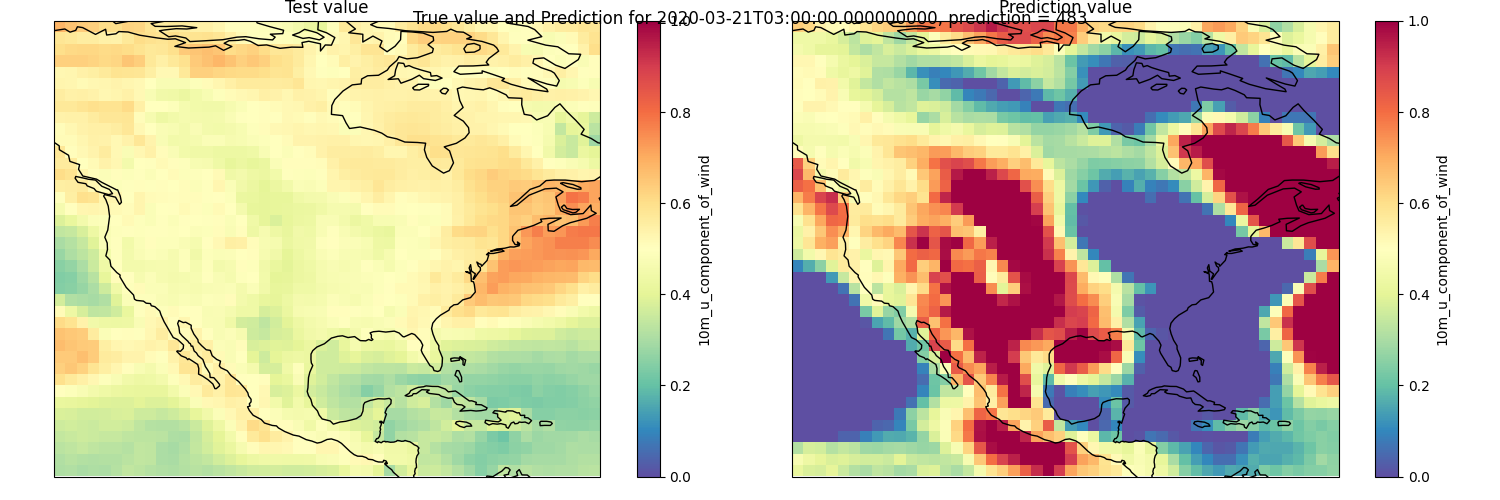 Test value
Prediction value
True value and Prediction for 2020-03-21T03:00:00.000000000, prediction = 483
1.0
0.8
0.6
0.4
0.2
0.0
10m_u_component_of_wind
1.0
0.8
0.6
0.4
0.2
0.0
10m_u_component_of_wind